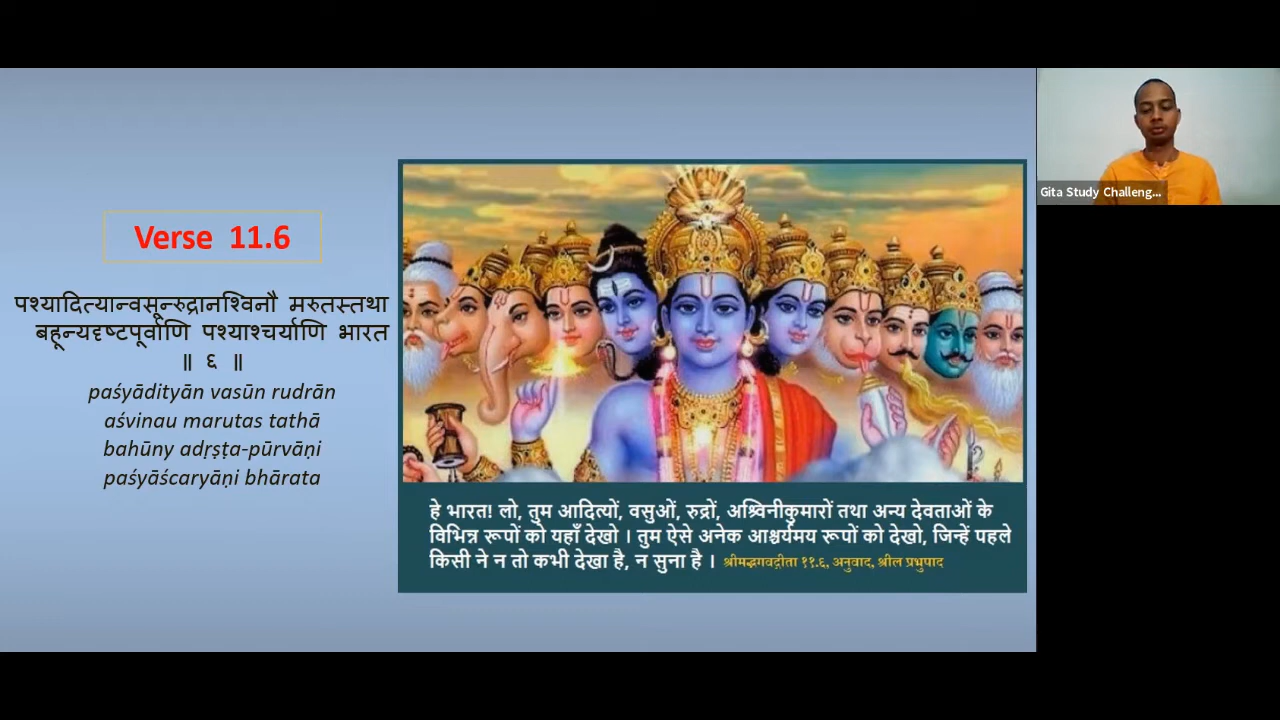 Verse 11.6
पश्यादित्यान्वसून्रुद्रानश्विनौ मरुतस्तथा
बहून्यदृष्टपूर्वाणि पश्याश्चर्याणि भारत
॥ ६ ॥
paśyādityān vasūn rudrān
aśvinau marutas tathā
bahūny adṛṣṭa-pūrvāṇi
paśyāścaryāṇi bhārata
हे भारत! लो, तुम आदित्यों, वसुओं, रुद्रों, अश्विनीकुमारों तथा अन्य देवताओं के
विभिन्न रूपों को यहाँ देखो । तुम ऐसे अनेक आश्चर्यमय रूपों को देखो, जिन्हें पहले
किसी ने न तो कभी देखा है, न सुना है । श्रीमद्भगवद्गीता ११.६, अनुवाद, श्रील प्रभुपाद
Gita Study Challeng...